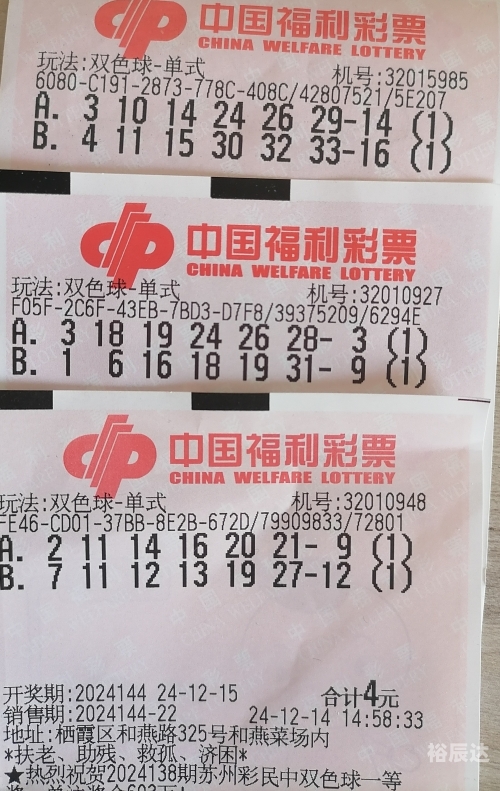 中国福利彩票
CHINA WELFARE LOTTERY
玩法:双色球-单式 机号:32015985
6080-C191-2873-778C-408C/42807521/5E207
A. 3 10 14 24 26 29-14 (1)
B. 4 11 15 30 32 33-16 (1)
中国福利彩票
CHINA WELFARE LOTTERY
玩法:双色球-单式 机号:32010927
F05F-2C6F-43EB-7BD3-D7F8/39375209/6294E
A. 3 18 19 24 26 28- 3 (1)
B. 1 6 16 18 19 31- 9 (1)
中国福利彩票
CHINA WELFARE LOTTERY
玩法:双色球-单式 机号:32010948
FE46-CD01-37BB-8E2B-672D/79909833/72801
A. 2 11 14 16 20 21- 9 (1)
B. 7 11 12 13 19 27-12 (1)
开奖期:2024144 24-12-15 合计4元
销售期:2024144-22 24-12-14 14:58:33
地址:栖霞区和燕路325号和燕菜场内
*扶老、助残、救孤、济困*
★热烈祝贺2024138期苏州彩民中双色球一等
裕辰达